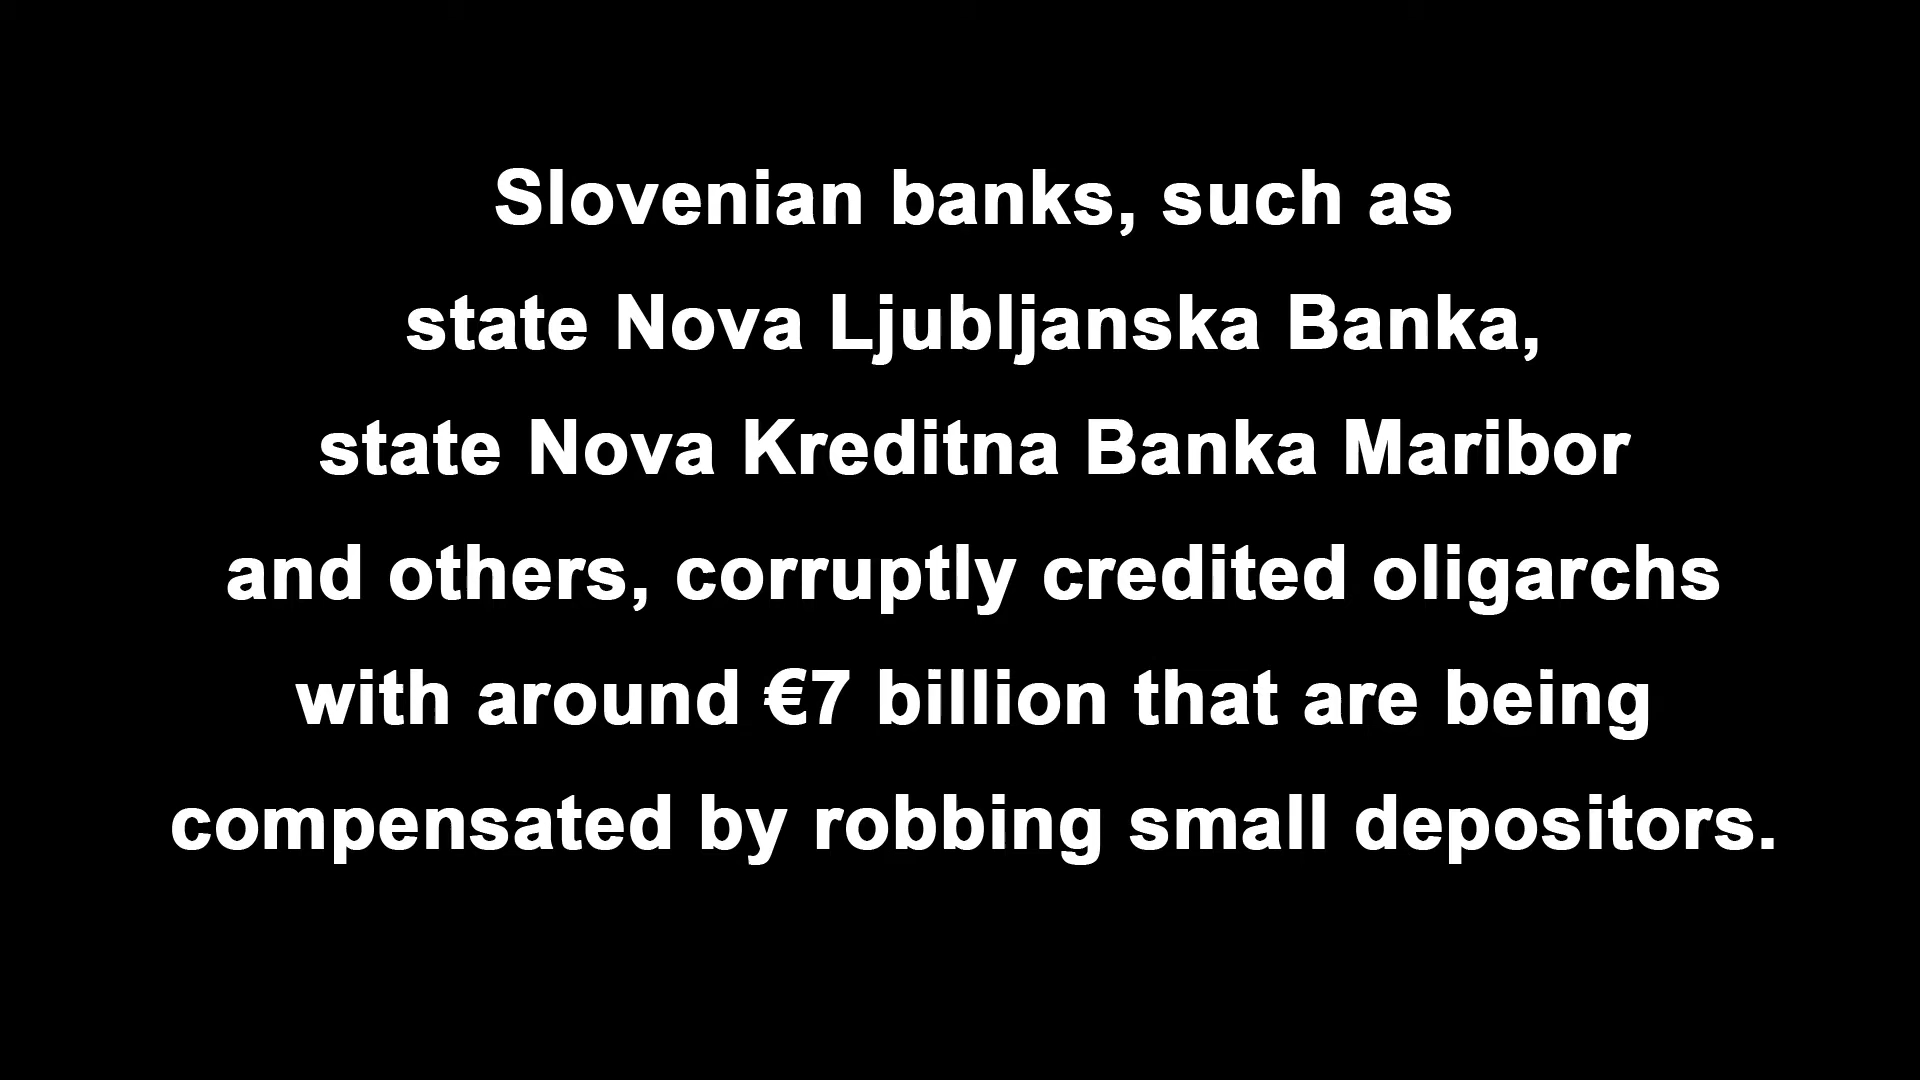 Slovenian banks, such as
state Nova Ljubljanska Banka,
state Nova Kreditna Banka Maribor
and others, corruptly credited oligarchs
with around €7 billion that are being
compensated by robbing small depositors.